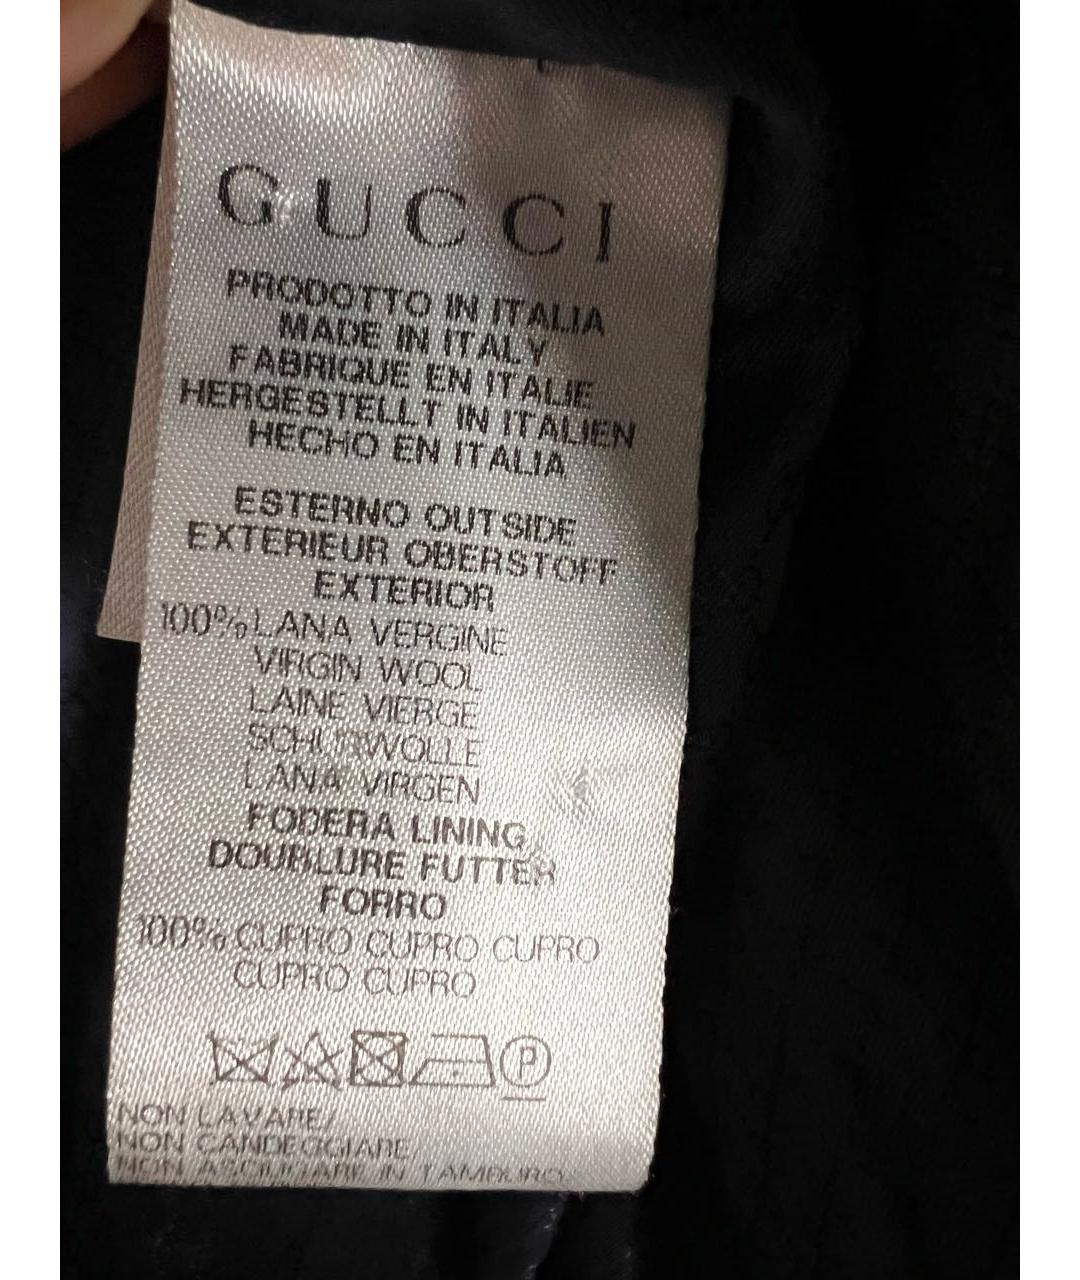 GUCCI
PRODOTTO IN ITALIA
MADE IN ITALY
FABRIQUE EN ITALIE
HERGESTELLT IN ITALIEN
HECHO EN ITALIA
ESTERNO OUTSIDE
EXTERIEUR OBERSTOFF
EXTERIOR
100% LANA VERGINE
VIRGIN WOOL
LAINE VIERGE
SCHURWOLLE
LANA VIRGEN
FODERA LINING
DOUBLURE FUTTER
FORRO
100% CUPRO CUPRO CUPRO
CUPRO CUPRO
P
NON LAVARE/
NON CANDEGGIARE/
NON ASCIUGARE IN TAMBURO